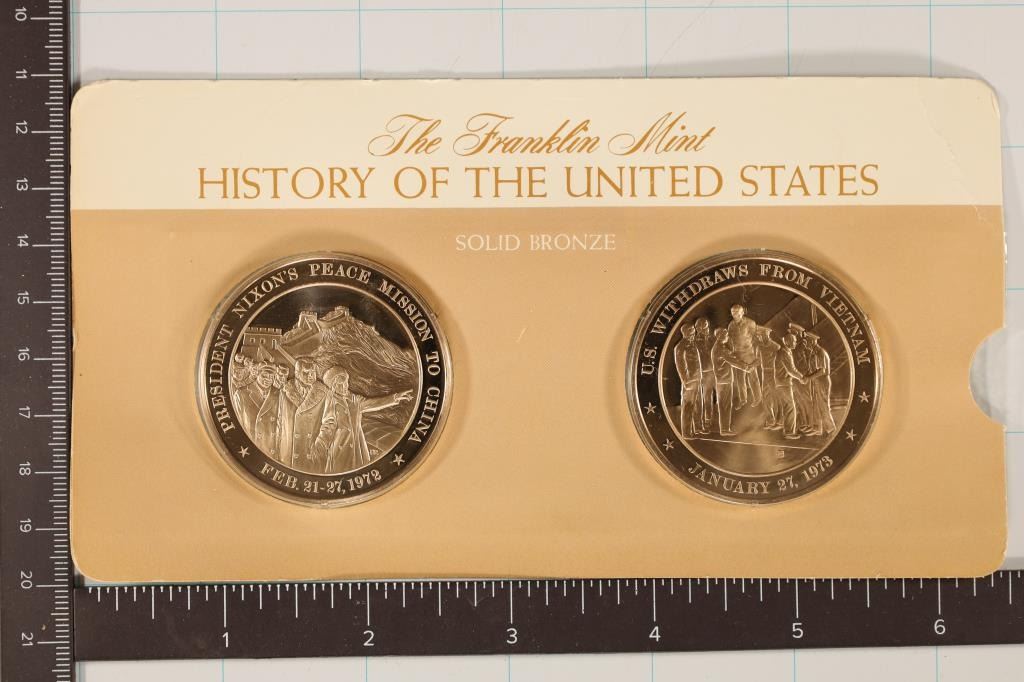 The Franklin Mint
HISTORY OF THE UNITED STATES
SOLID BRONZE
PRESIDENT NIXON'S PEACE MISSION TO CHINA
FEB. 21-27, 1972
U.S. WITHDRAWS FROM VIETNAM
JANUARY 27, 1973
10
11
12
13
14
15
16
17
18
19
20
21
1 2 3 4 5 6